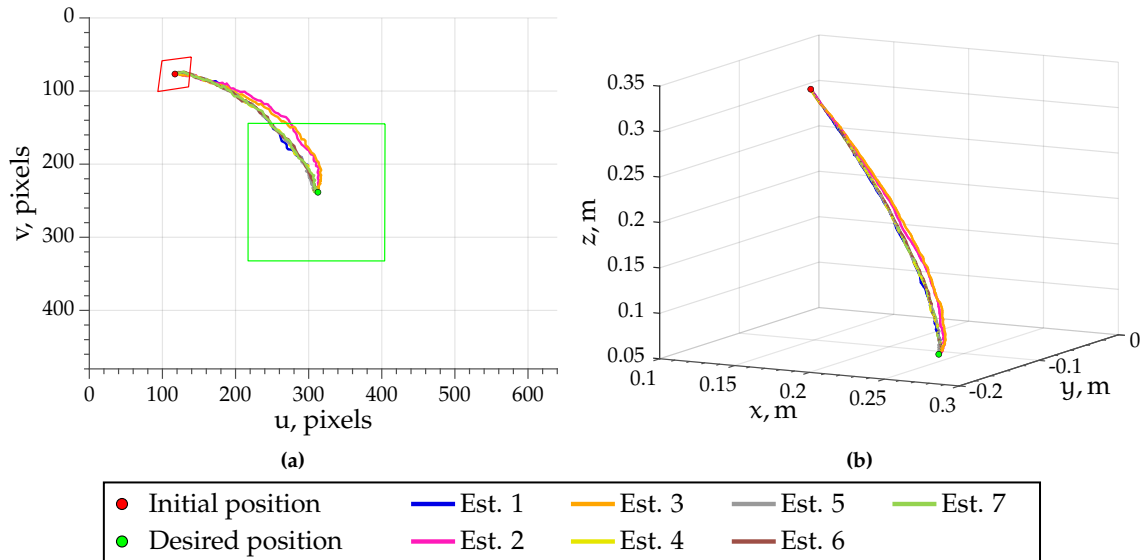 0
100
200
300
400
v, pixels
0 100 200 300 400 500 600
u, pixels
(a)
0.35
0.3
0.25
0.2
0.15
0.1
0.05
z, m
0.1 0.15 0.2 0.25 0.3
x, m
-0.2 -0.1 0
y, m
(b)
Initial position Est. 1 Est. 3 Est. 5 Est. 7
Desired position Est. 2 Est. 4 Est. 6